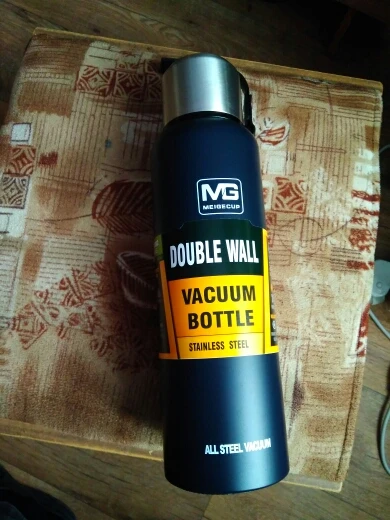 MG
MEIGECUP
DOUBLE WALL
VACUUM
BOTTLE
STAINLESS STEEL
ALL STEEL VACUUM